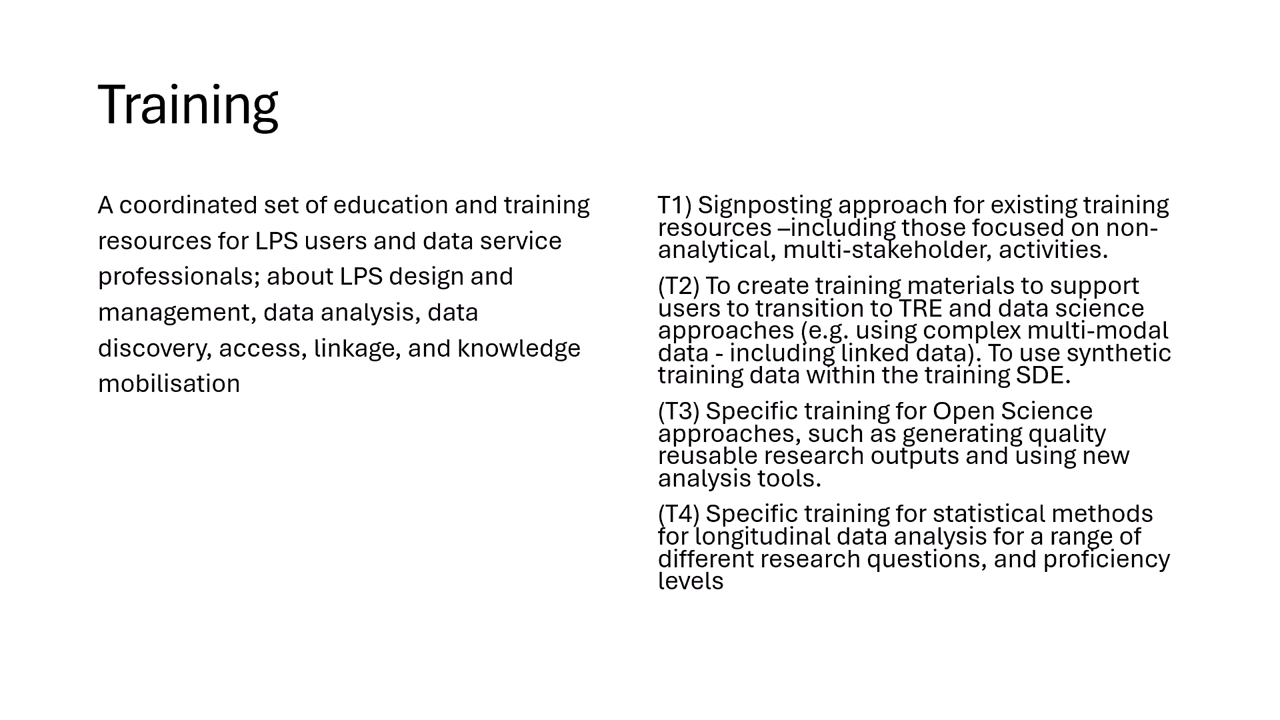 Training
A coordinated set of education and training
resources for LPS users and data service
professionals; about LPS design and
management, data analysis, data
discovery, access, linkage, and knowledge
mobilisation
T1) Signposting approach for existing training
resources –including those focused on non-
analytical, multi-stakeholder, activities.
(T2) To create training materials to support
users to transition to TRE and data science
approaches (e.g. using complex multi-modal
data - including linked data). To use synthetic
training data within the training SDE.
(T3) Specific training for Open Science
approaches, such as generating quality
reusable research outputs and using new
analysis tools.
(T4) Specific training for statistical methods
for longitudinal data analysis for a range of
different research questions, and proficiency
levels